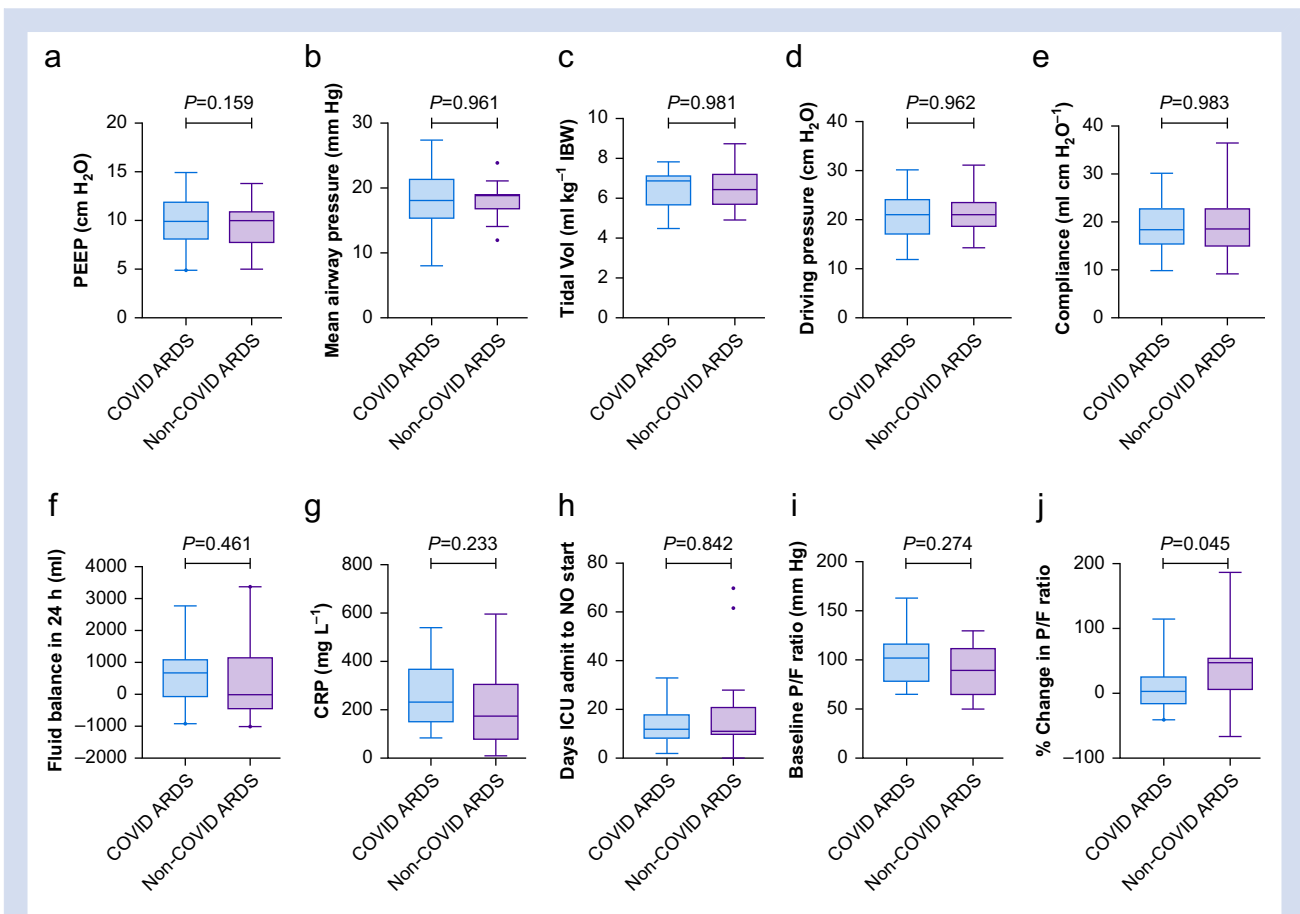 a
P=0.159
PEEP (cm H₂O)
20
15
10
5
0
COVID ARDS
Non-COVID ARDS
b
P=0.961
Mean airway pressure (mm Hg)
30
20
10
0
COVID ARDS
Non-COVID ARDS
c
P=0.981
Tidal Vol (ml kg⁻¹ IBW)
10
8
6
4
2
0
COVID ARDS
Non-COVID ARDS
d
P=0.962
Driving pressure (cm H₂O)
40
30
20
10
0
COVID ARDS
Non-COVID ARDS
e
P=0.983
Compliance (ml cm H₂O⁻¹)
40
30
20
10
0
COVID ARDS
Non-COVID ARDS
f
P=0.461
Fluid balance in 24 h (ml)
4000
3000
2000
1000
0
–1000
–2000
COVID ARDS
Non-COVID ARDS
g
P=0.233
CRP (mg L⁻¹)
800
600
400
200
0
COVID ARDS
Non-COVID ARDS
h
P=0.842
Days ICU admit to NO start
80
60
40
20
0
COVID ARDS
Non-COVID ARDS
i
P=0.274
Baseline P/F ratio (mm Hg)
200
150
100
50
0
COVID ARDS
Non-COVID ARDS
j
P=0.045
% Change in P/F ratio
200
100
0
–100
COVID ARDS
Non-COVID ARDS